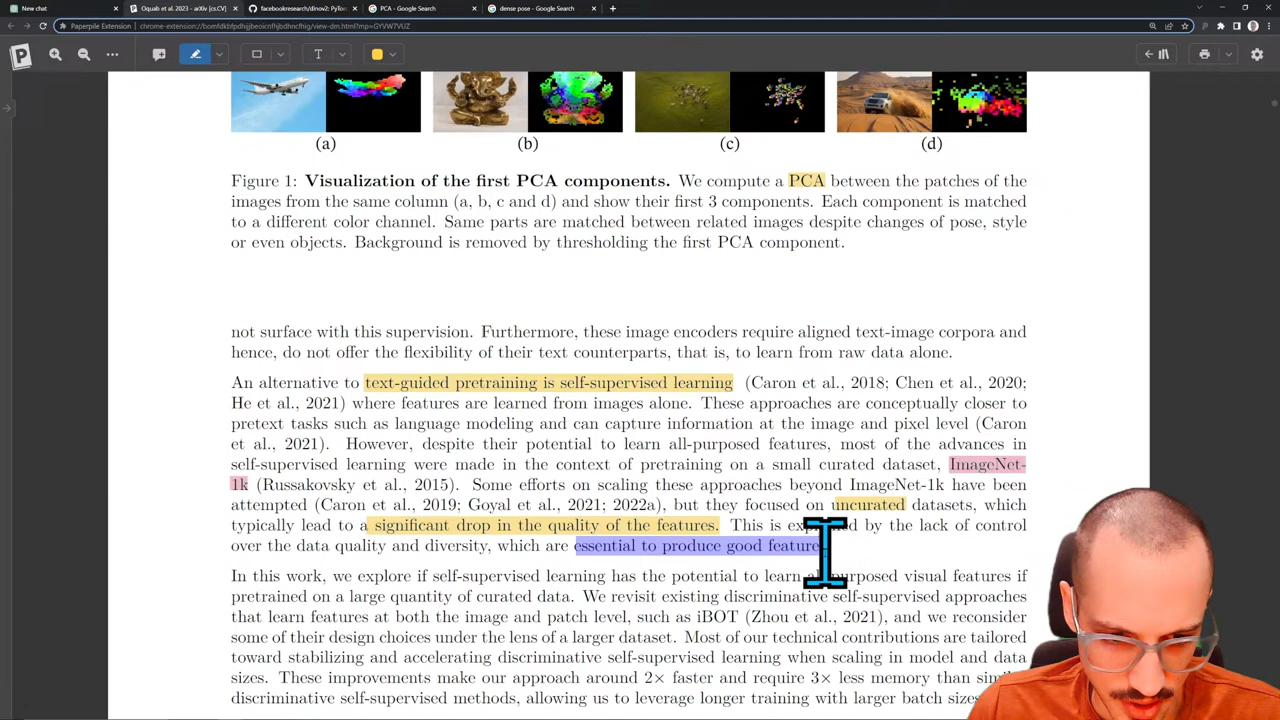 New chat
Oquab et al. 2023 - arXiv [cs.CV]
facebookresearch/dinov2: PyTor
PCA - Google Search
dense pose - Google Search
Paperpile Extension
(a) (b) (c) (d)
Figure 1: Visualization of the first PCA components. We compute a PCA between the patches of the
images from the same column (a, b, c and d) and show their first 3 components. Each component is matched
to a different color channel. Same parts are matched between related images despite changes of pose, style
or even objects. Background is removed by thresholding the first PCA component.
not surface with this supervision. Furthermore, these image encoders require aligned text-image corpora and
hence, do not offer the flexibility of their text counterparts, that is, to learn from raw data alone.
An alternative to text-guided pretraining is self-supervised learning (Caron et al., 2018; Chen et al., 2020;
He et al., 2021) where features are learned from images alone. These approaches are conceptually closer to
pretext tasks such as language modeling and can capture information at the image and pixel level (Caron
et al., 2021). However, despite their potential to learn all-purposed features, most of the advances in
self-supervised learning were made in the context of pretraining on a small curated dataset, ImageNet-
1k (Russakovsky et al., 2015). Some efforts on scaling these approaches beyond ImageNet-1k have been
attempted (Caron et al., 2019; Goyal et al., 2021; 2022a), but they focused on uncurated datasets, which
typically lead to a significant drop in the quality of the features. This is explained by the lack of control
over the data quality and diversity, which are essential to produce good feature
In this work, we explore if self-supervised learning has the potential to learn all-purposed visual features if
pretrained on a large quantity of curated data. We revisit existing discriminative self-supervised approaches
that learn features at both the image and patch level, such as iBOT (Zhou et al., 2021), and we reconsider
some of their design choices under the lens of a larger dataset. Most of our technical contributions are tailored
toward stabilizing and accelerating discriminative self-supervised learning when scaling in model and data
sizes. These improvements make our approach around 2× faster and require 3× less memory than
discriminative self-supervised methods, allowing us to leverage longer training with larger batch